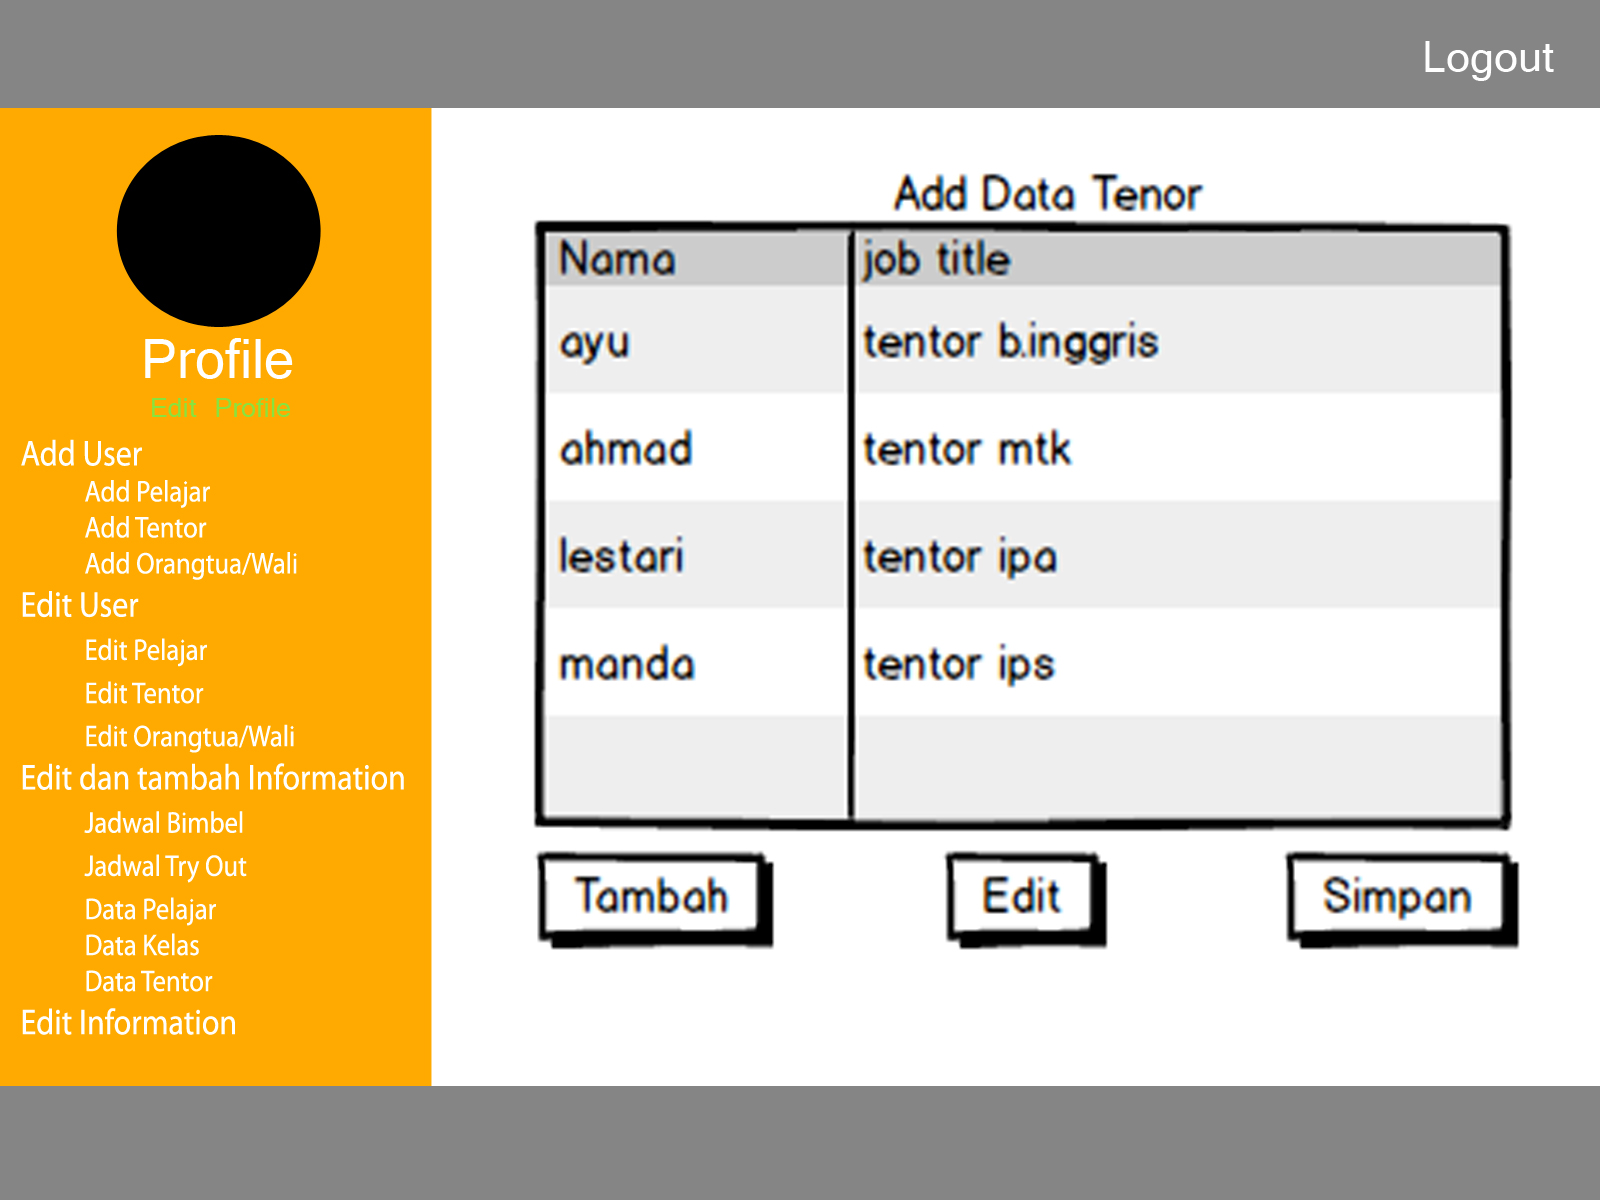 Logout
Profile
Edit Profile
Add User
Add Pelajar
Add Tentor
Add Orangtua/Wali
Edit User
Edit Pelajar
Edit Tentor
Edit Orangtua/Wali
Edit dan tambah Information
Jadwal Bimbel
Jadwal Try Out
Data Pelajar
Data Kelas
Data Tentor
Edit Information
Add Data Tenor
Nama job title
ayu tentor b.inggris
ahmad tentor mtk
lestari tentor ipa
manda tentor ips
Tambah Edit Simpan